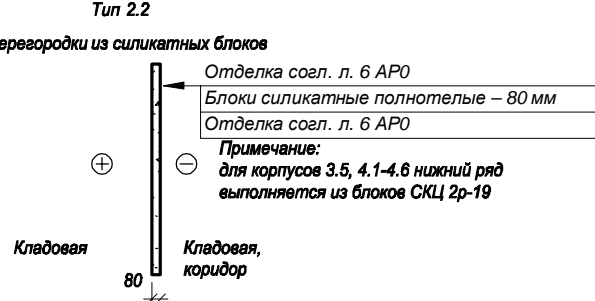 Тип 2.2
ерегородки из силикатных блоков
Отделка согл. л. 6 АР0
Блоки силикатные полнотелые – 80 мм
Отделка согл. л. 6 АР0
Примечание:
для корпусов 3.5, 4.1-4.6 нижний ряд
выполняется из блоков СКЦ 2р-19
+ −
Кладовая
Кладовая,
коридор
80